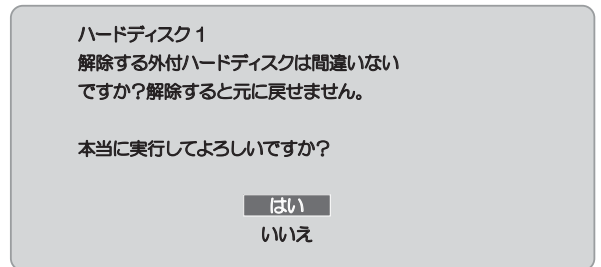 ハードディスク1
解除する外付ハードディスクは間違いない
ですか?解除すると元に戻せません。
本当に実行してよろしいですか?
はい
いいえ